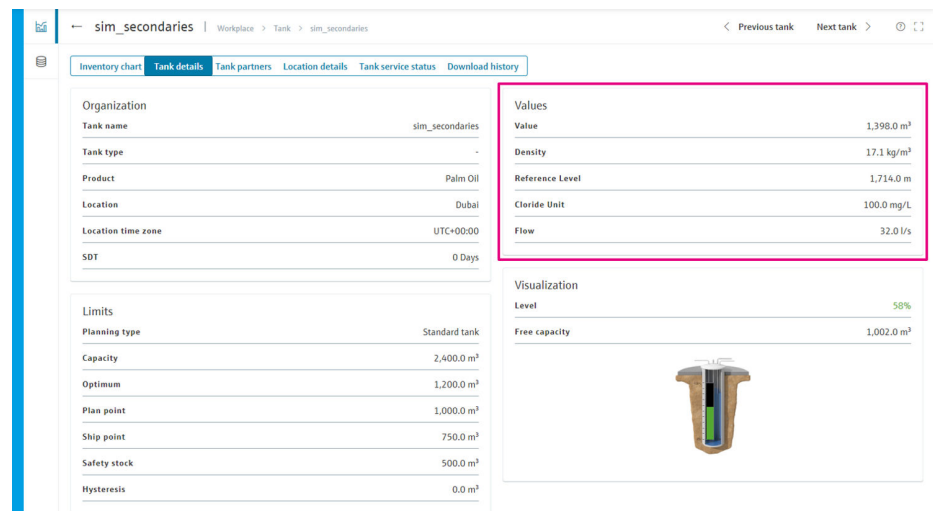 ← sim_secondaries | Workplace > Tank > sim_secondaries < Previous tank Next tank >
Inventory chart Tank details Tank partners Location details Tank service status Download history
Organization
Tank name sim_secondaries
Tank type -
Product Palm Oil
Location Dubai
Location time zone UTC+00:00
SDT 0 Days
Limits
Planning type Standard tank
Capacity 2,400.0 m³
Optimum 1,200.0 m³
Plan point 1,000.0 m³
Ship point 750.0 m³
Safety stock 500.0 m³
Hysteresis 0.0 m³
Values
Value 1,398.0 m³
Density 17.1 kg/m³
Reference Level 1,714.0 m
Cloride Unit 100.0 mg/L
Flow 32.0 l/s
Visualization
Level 58%
Free capacity 1,002.0 m³